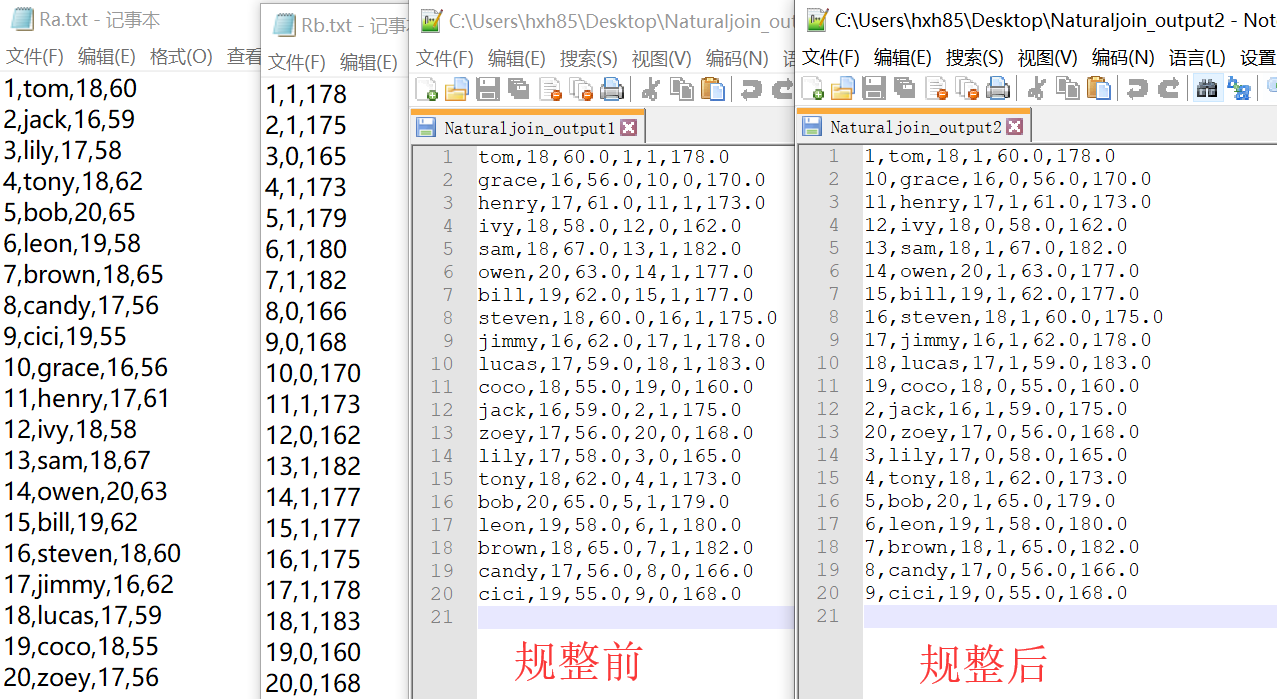 Ra.txt - 记事本
文件(F) 编辑(E) 格式(O) 查看
1,tom,18,60
2,jack,16,59
3,lily,17,58
4,tony,18,62
5,bob,20,65
6,leon,19,58
7,brown,18,65
8,candy,17,56
9,cici,19,55
10,grace,16,56
11,henry,17,61
12,ivy,18,58
13,sam,18,67
14,owen,20,63
15,bill,19,62
16,steven,18,60
17,jimmy,16,62
18,lucas,17,59
19,coco,18,55
20,zoey,17,56
Rb.txt - 记事
文件(F) 编辑(E)
1,1,178
2,1,175
3,0,165
4,1,173
5,1,179
6,1,180
7,1,182
8,0,166
9,0,168
10,0,170
11,1,173
12,0,162
13,1,182
14,1,177
15,1,177
16,1,175
17,1,178
18,1,183
19,0,160
20,0,168
C:\Users\hxh85\Desktop\Naturaljoin_out
文件(F) 编辑(E) 搜索(S) 视图(V) 编码(N) 语
Naturaljoin_output1
1 tom,18,60.0,1,1,178.0
2 grace,16,56.0,10,0,170.0
3 henry,17,61.0,11,1,173.0
4 ivy,18,58.0,12,0,162.0
5 sam,18,67.0,13,1,182.0
6 owen,20,63.0,14,1,177.0
7 bill,19,62.0,15,1,177.0
8 steven,18,60.0,16,1,175.0
9 jimmy,16,62.0,17,1,178.0
10 lucas,17,59.0,18,1,183.0
11 coco,18,55.0,19,0,160.0
12 jack,16,59.0,2,1,175.0
13 zoey,17,56.0,20,0,168.0
14 lily,17,58.0,3,0,165.0
15 tony,18,62.0,4,1,173.0
16 bob,20,65.0,5,1,179.0
17 leon,19,58.0,6,1,180.0
18 brown,18,65.0,7,1,182.0
19 candy,17,56.0,8,0,166.0
20 cici,19,55.0,9,0,168.0
21
规整前
C:\Users\hxh85\Desktop\Naturaljoin_output2 - Note
文件(F) 编辑(E) 搜索(S) 视图(V) 编码(N) 语言(L) 设置
Naturaljoin_output2
1 1,tom,18,1,60.0,178.0
2 10,grace,16,0,56.0,170.0
3 11,henry,17,1,61.0,173.0
4 12,ivy,18,0,58.0,162.0
5 13,sam,18,1,67.0,182.0
6 14,owen,20,1,63.0,177.0
7 15,bill,19,1,62.0,177.0
8 16,steven,18,1,60.0,175.0
9 17,jimmy,16,1,62.0,178.0
10 18,lucas,17,1,59.0,183.0
11 19,coco,18,0,55.0,160.0
12 2,jack,16,1,59.0,175.0
13 20,zoey,17,0,56.0,168.0
14 3,lily,17,0,58.0,165.0
15 4,tony,18,1,62.0,173.0
16 5,bob,20,1,65.0,179.0
17 6,leon,19,1,58.0,180.0
18 7,brown,18,1,65.0,182.0
19 8,candy,17,0,56.0,166.0
20 9,cici,19,0,55.0,168.0
21
规整后